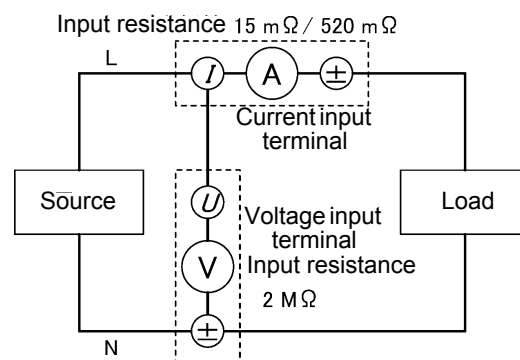 Input resistance 15 mΩ / 520 mΩ
L
I
A
±
Current input
terminal
Source
U
Voltage input
terminal
Load
V
Input resistance
2 MΩ
±
N